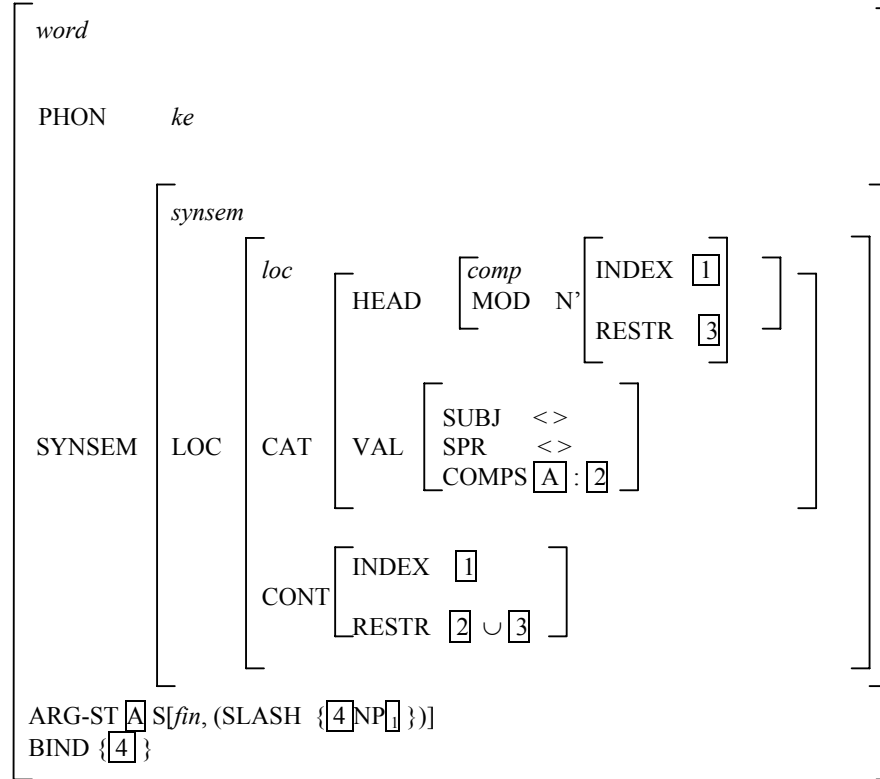 word
PHON ke
synsem
loc comp INDEX 1
HEAD MOD N’
RESTR 3
SUBJ < >
SYNSEM LOC CAT VAL SPR < >
COMPS A : 2
INDEX 1
CONT
RESTR 2 ∪ 3
ARG-ST A S[fin, (SLASH {4 NP1 })]
BIND {4 }